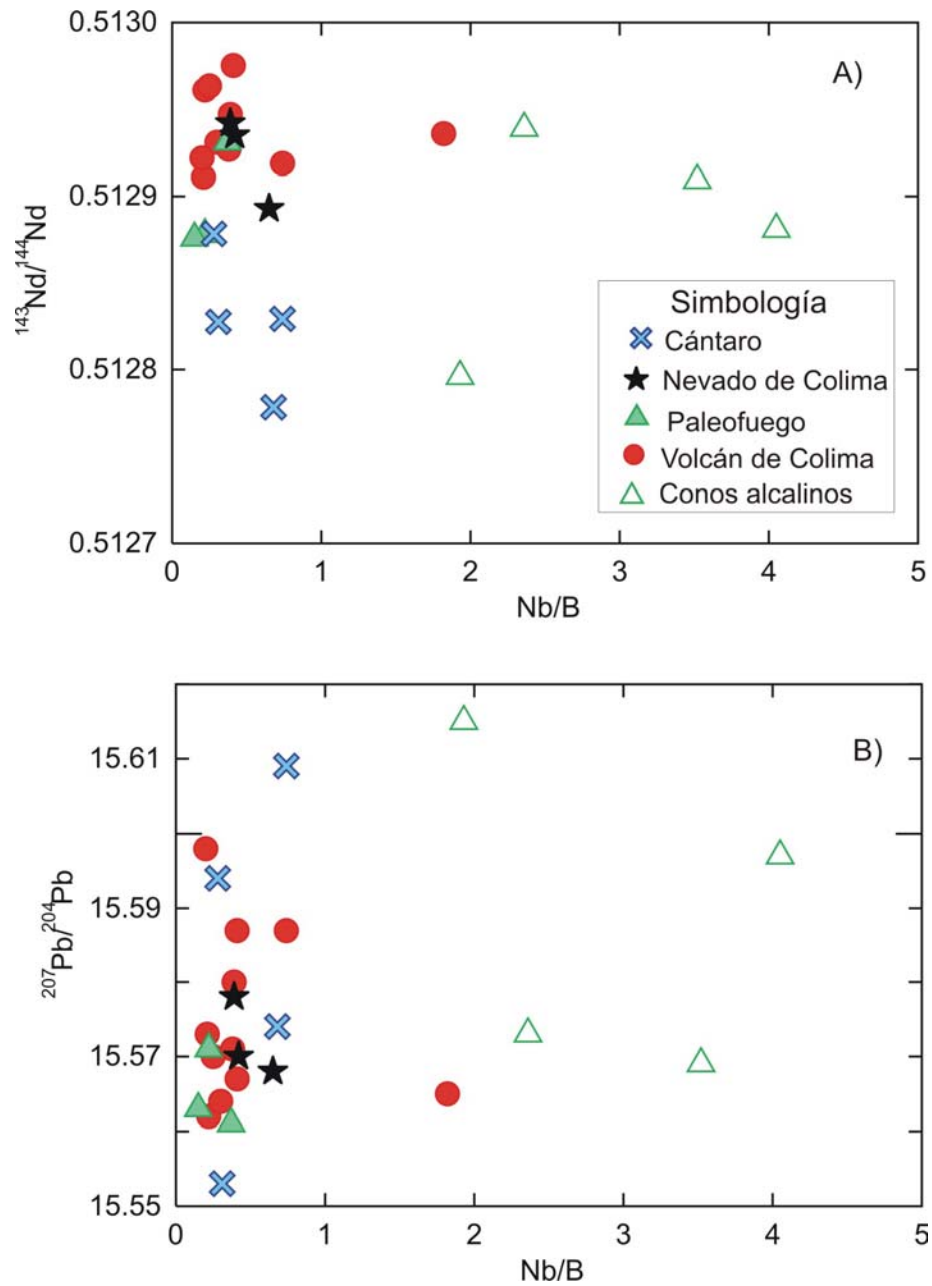 A)
0.5130
0.5129
0.5128
0.5127
143Nd/144Nd
Simbología
Cántaro
Nevado de Colima
Paleofuego
Volcán de Colima
Conos alcalinos
0 1 2 3 4 5
Nb/B
B)
15.61
15.59
15.57
15.55
207Pb/204Pb
0 1 2 3 4 5
Nb/B